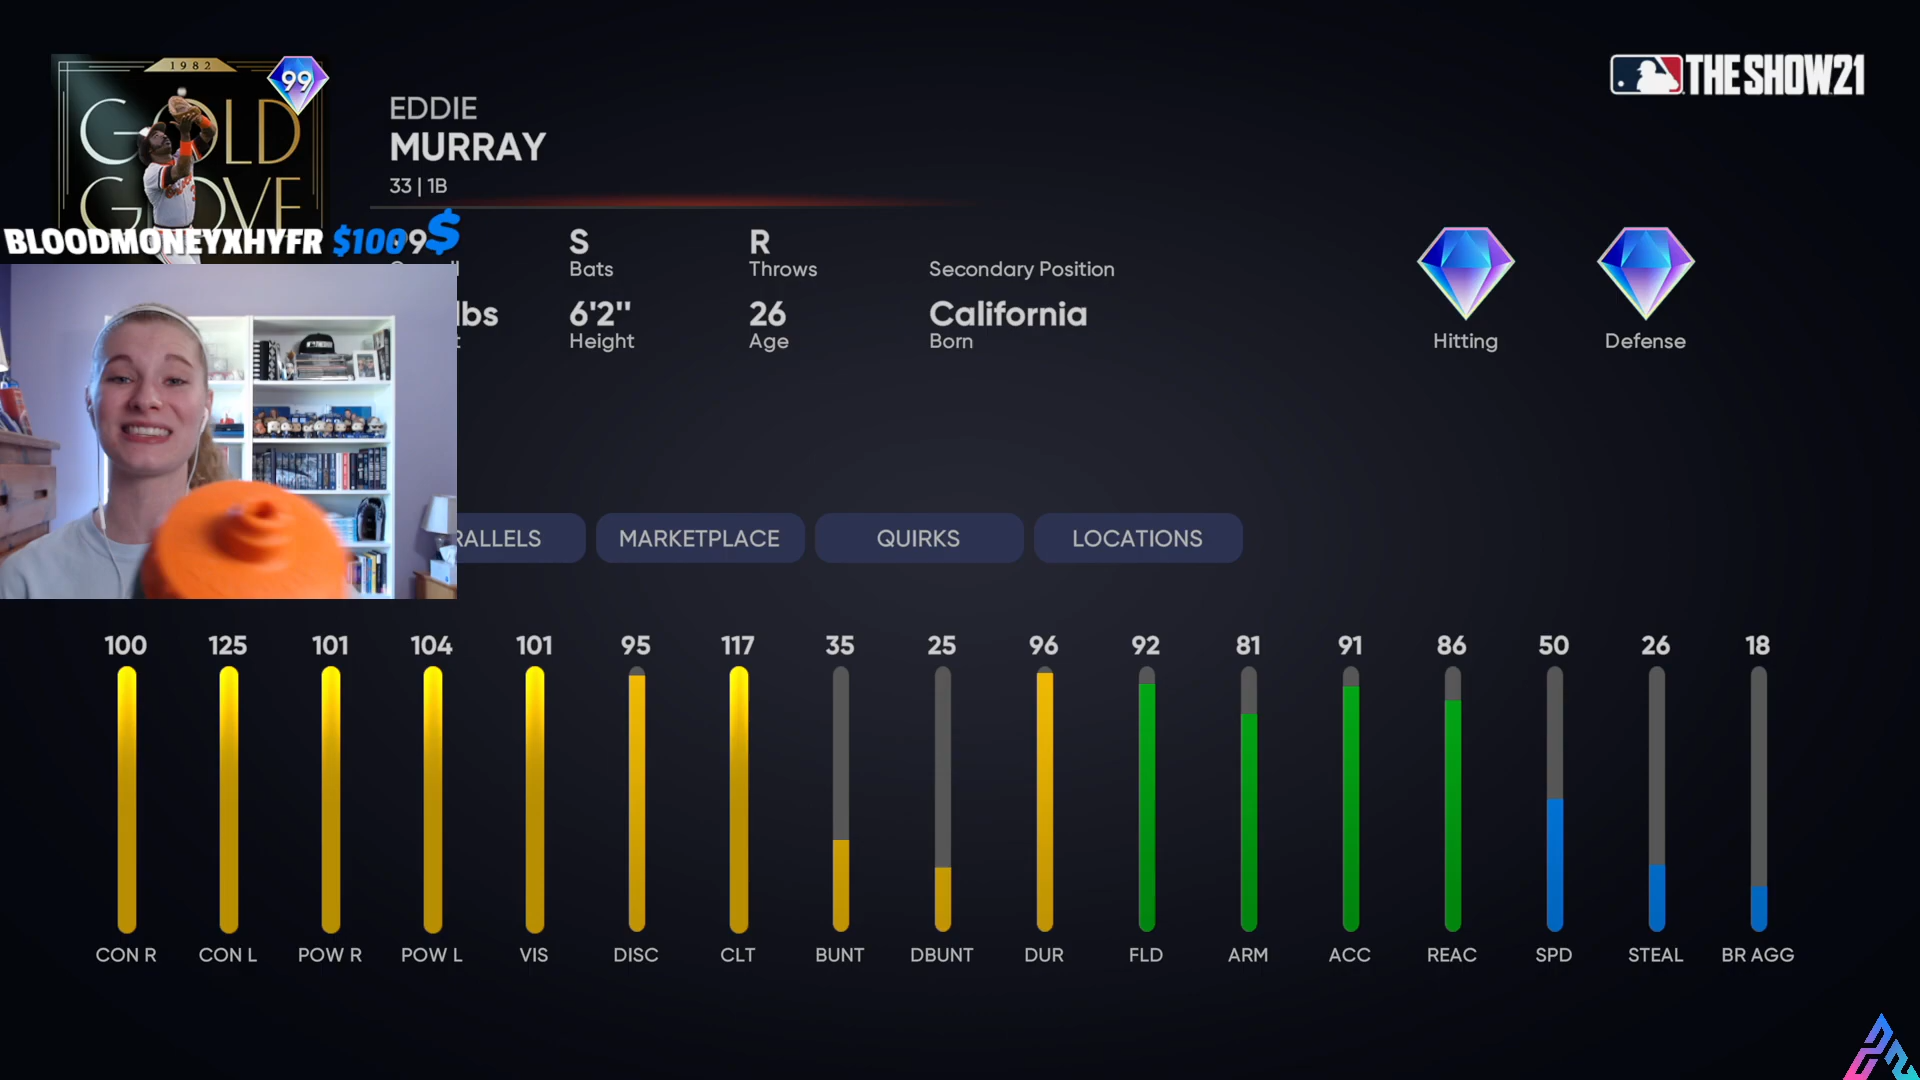 1982
99
GOLD
GLOVE
EDDIE
MURRAY
33 | 1B
THE SHOW 21
BLOODMONEYXHYFR $100 $
9
S
Bats
R
Throws
Secondary Position
lbs
6'2"
Height
26
Age
California
Born
Hitting
Defense
RALLELS
MARKETPLACE
QUIRKS
LOCATIONS
100 125 101 104 101 95 117 35 25 96 92 81 91 86 50 26 18
CON R CON L POW R POW L VIS DISC CLT BUNT DBUNT DUR FLD ARM ACC REAC SPD STEAL BR AGG